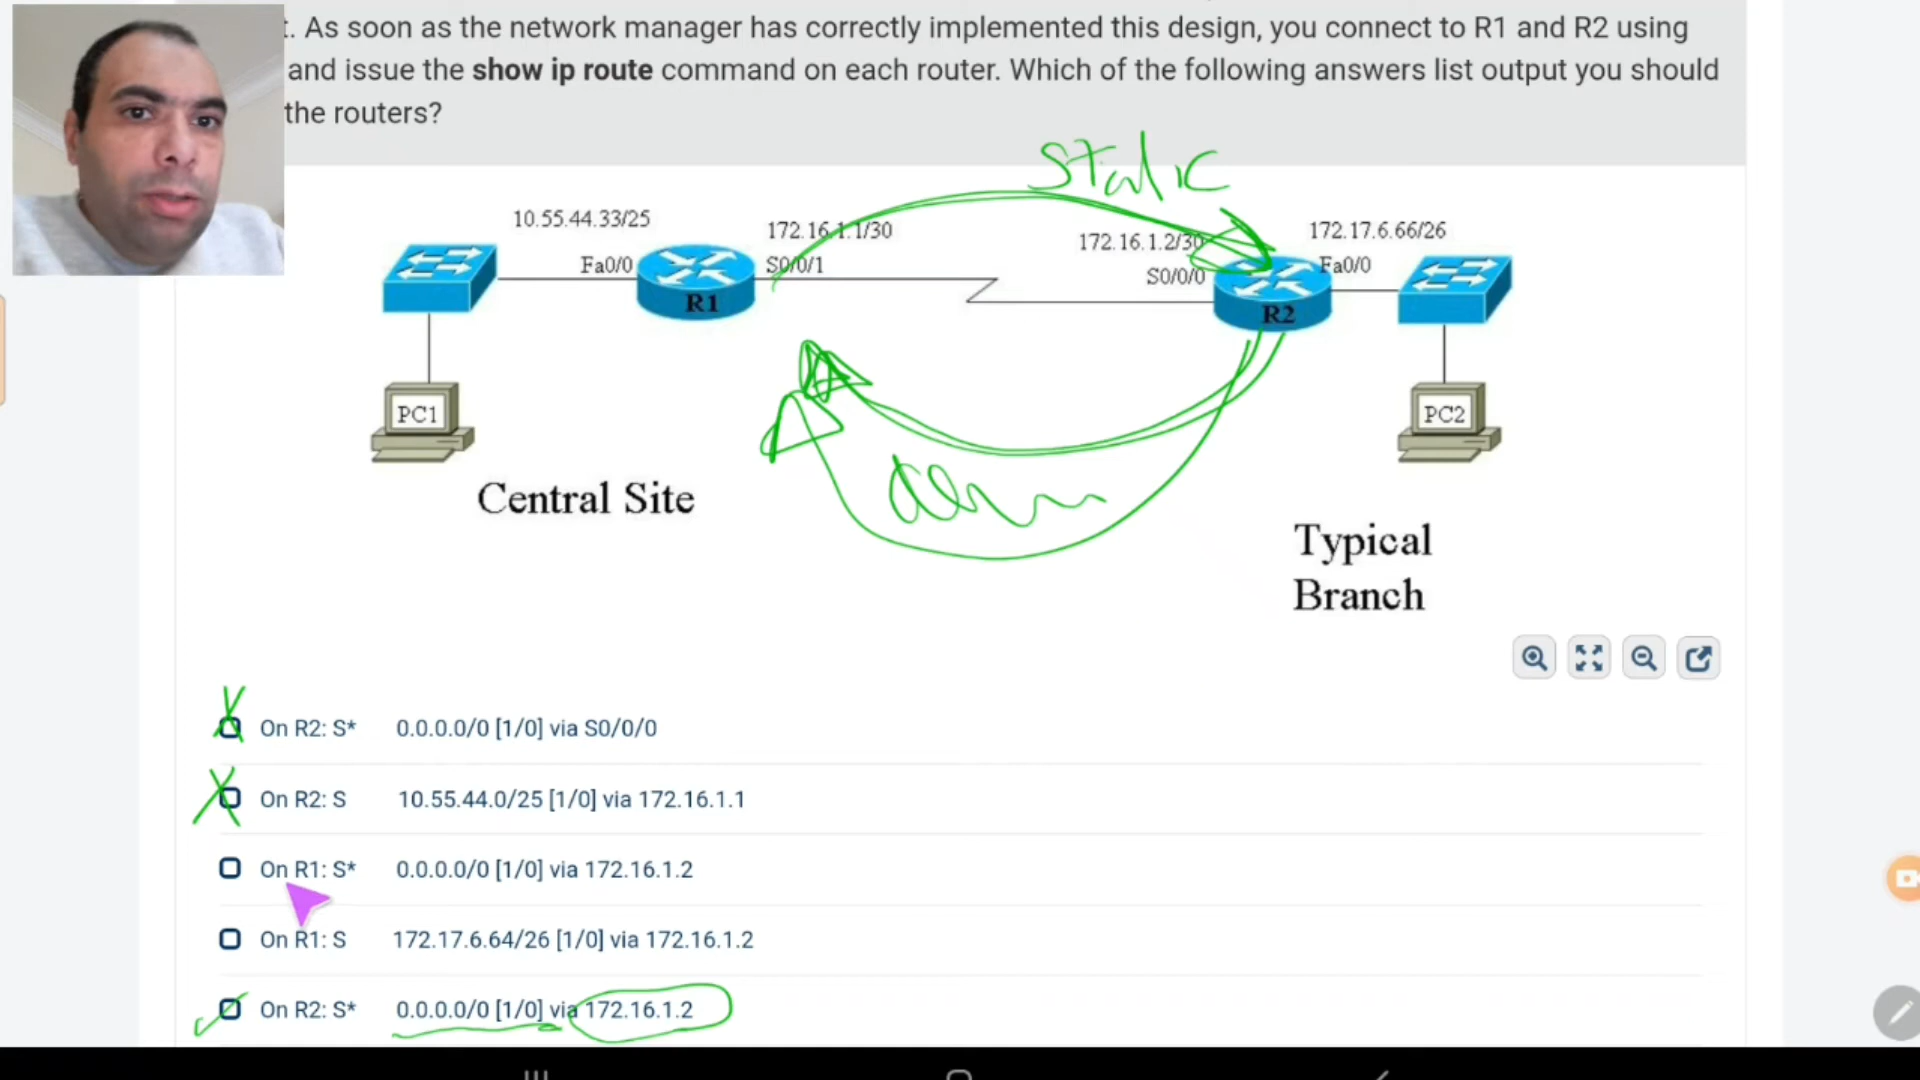 t. As soon as the network manager has correctly implemented this design, you connect to R1 and R2 using
and issue the show ip route command on each router. Which of the following answers list output you should
the routers?
Static
10.55.44.33/25
172.16.1.1/30
172.16.1.2/30
172.17.6.66/26
Fa0/0
S0/0/1
S0/0/0
Fa0/0
R1
R2
PC1
PC2
Central Site
Typical
Branch
On R2: S* 0.0.0.0/0 [1/0] via S0/0/0
On R2: S 10.55.44.0/25 [1/0] via 172.16.1.1
On R1: S* 0.0.0.0/0 [1/0] via 172.16.1.2
On R1: S 172.17.6.64/26 [1/0] via 172.16.1.2
On R2: S* 0.0.0.0/0 [1/0] via 172.16.1.2